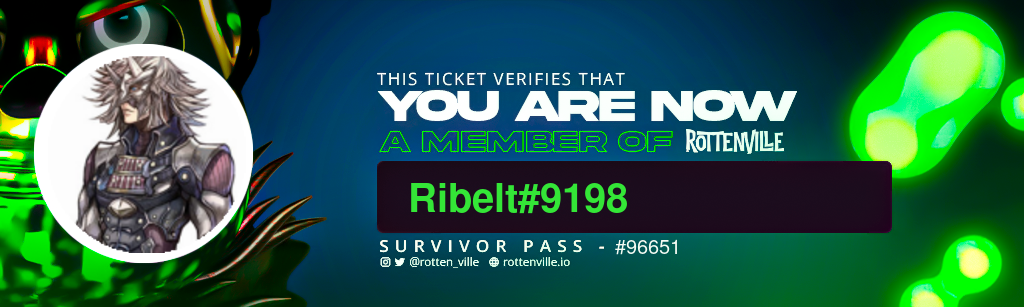 THIS TICKET VERIFIES THAT
YOU ARE NOW
A MEMBER OF ROTTENVILLE
Ribelt#9198
SURVIVOR PASS - #96651
@rotten_ville rottenville.io